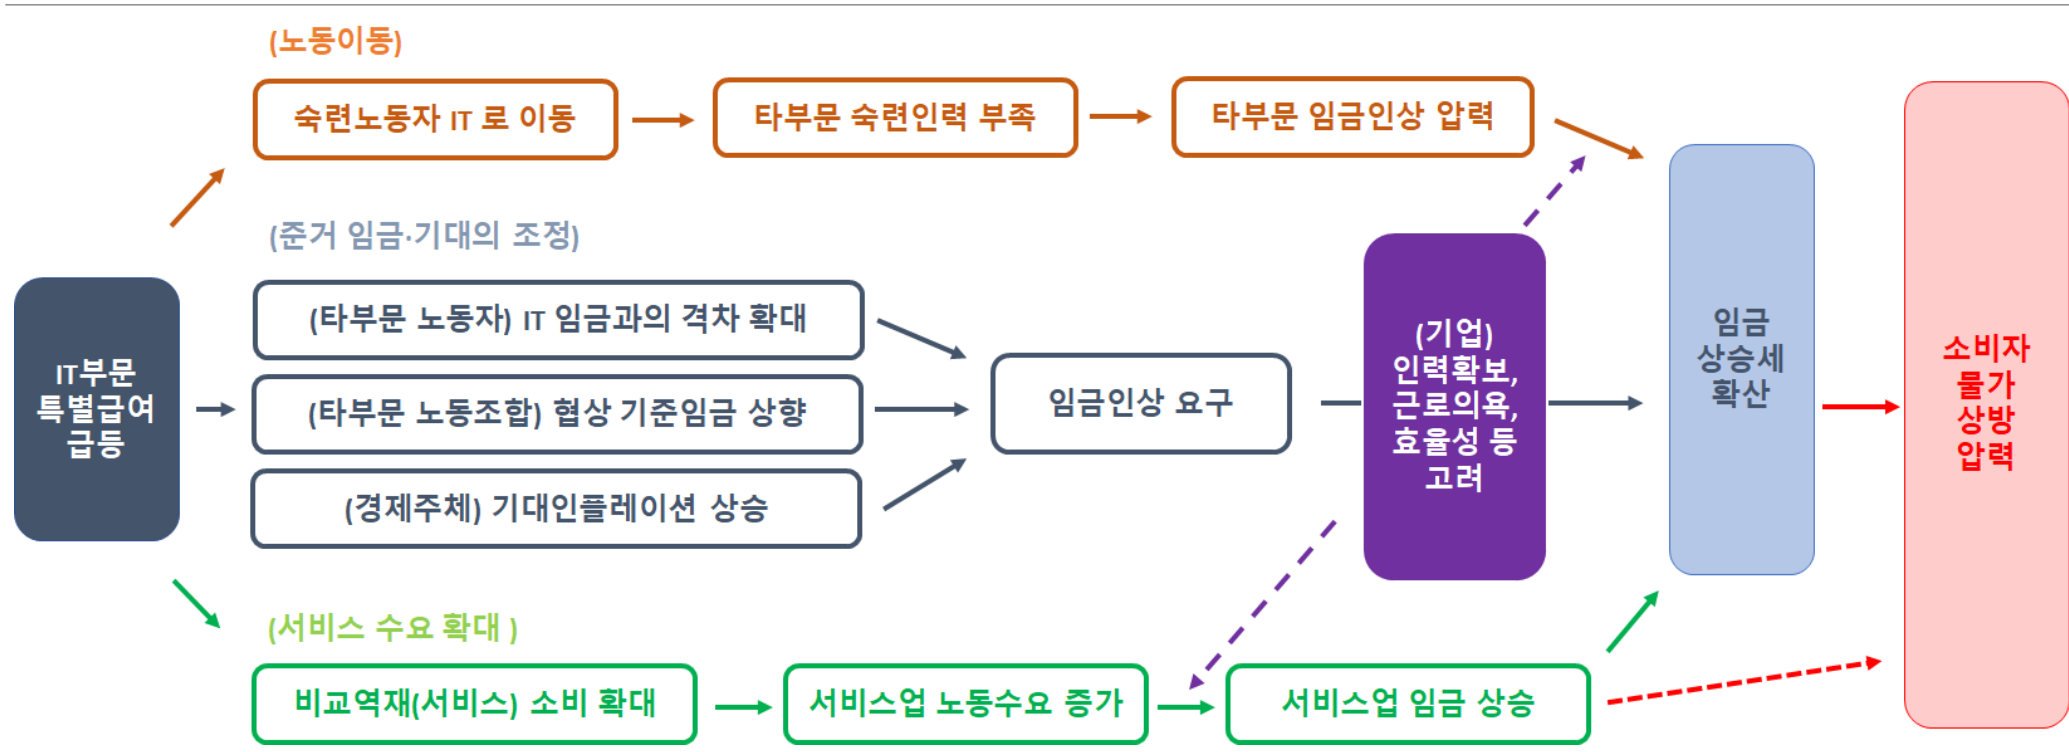 (노동이동)
숙련노동자 IT 로 이동
타부문 숙련인력 부족
타부문 임금인상 압력
(준거 임금·기대의 조정)
IT부문
특별급여
급등
(타부문 노동자) IT 임금과의 격차 확대
(타부문 노동조합) 협상 기준임금 상향
(경제주체) 기대인플레이션 상승
임금인상 요구
(기업)
인력확보,
근로의욕,
효율성 등
고려
임금
상승세
확산
소비자
물가
상방
압력
(서비스 수요 확대 )
비교역재(서비스) 소비 확대
서비스업 노동수요 증가
서비스업 임금 상승